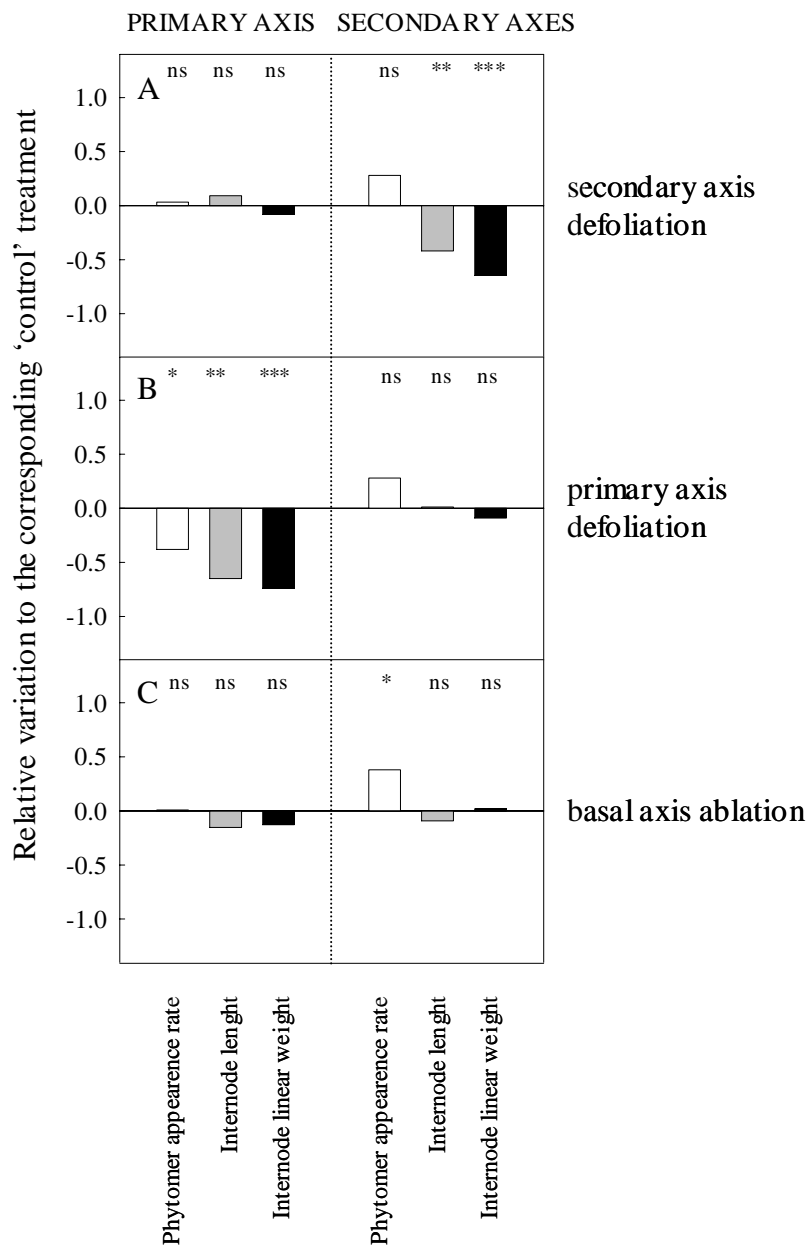 PRIMARY AXIS SECONDARY AXES
Relative variation to the corresponding ‘control’ treatment
A
ns ns ns ns ** ***
1.0
0.5
0.0
-0.5
-1.0
secondary axis
defoliation
B
* ** *** ns ns ns
1.0
0.5
0.0
-0.5
-1.0
primary axis
defoliation
C
ns ns ns * ns ns
1.0
0.5
0.0
-0.5
-1.0
basal axis ablation
Phytomer appearence rate
Internode lenght
Internode linear weight
Phytomer appearence rate
Internode lenght
Internode linear weight